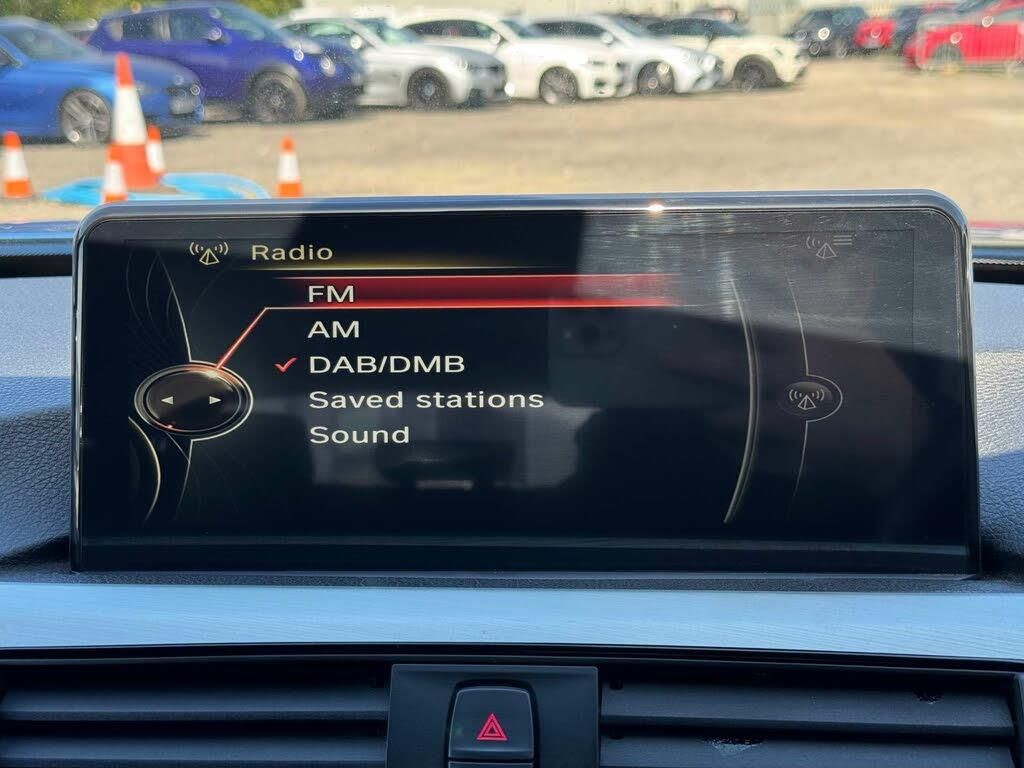 Radio
FM
AM
DAB/DMB
Saved stations
Sound